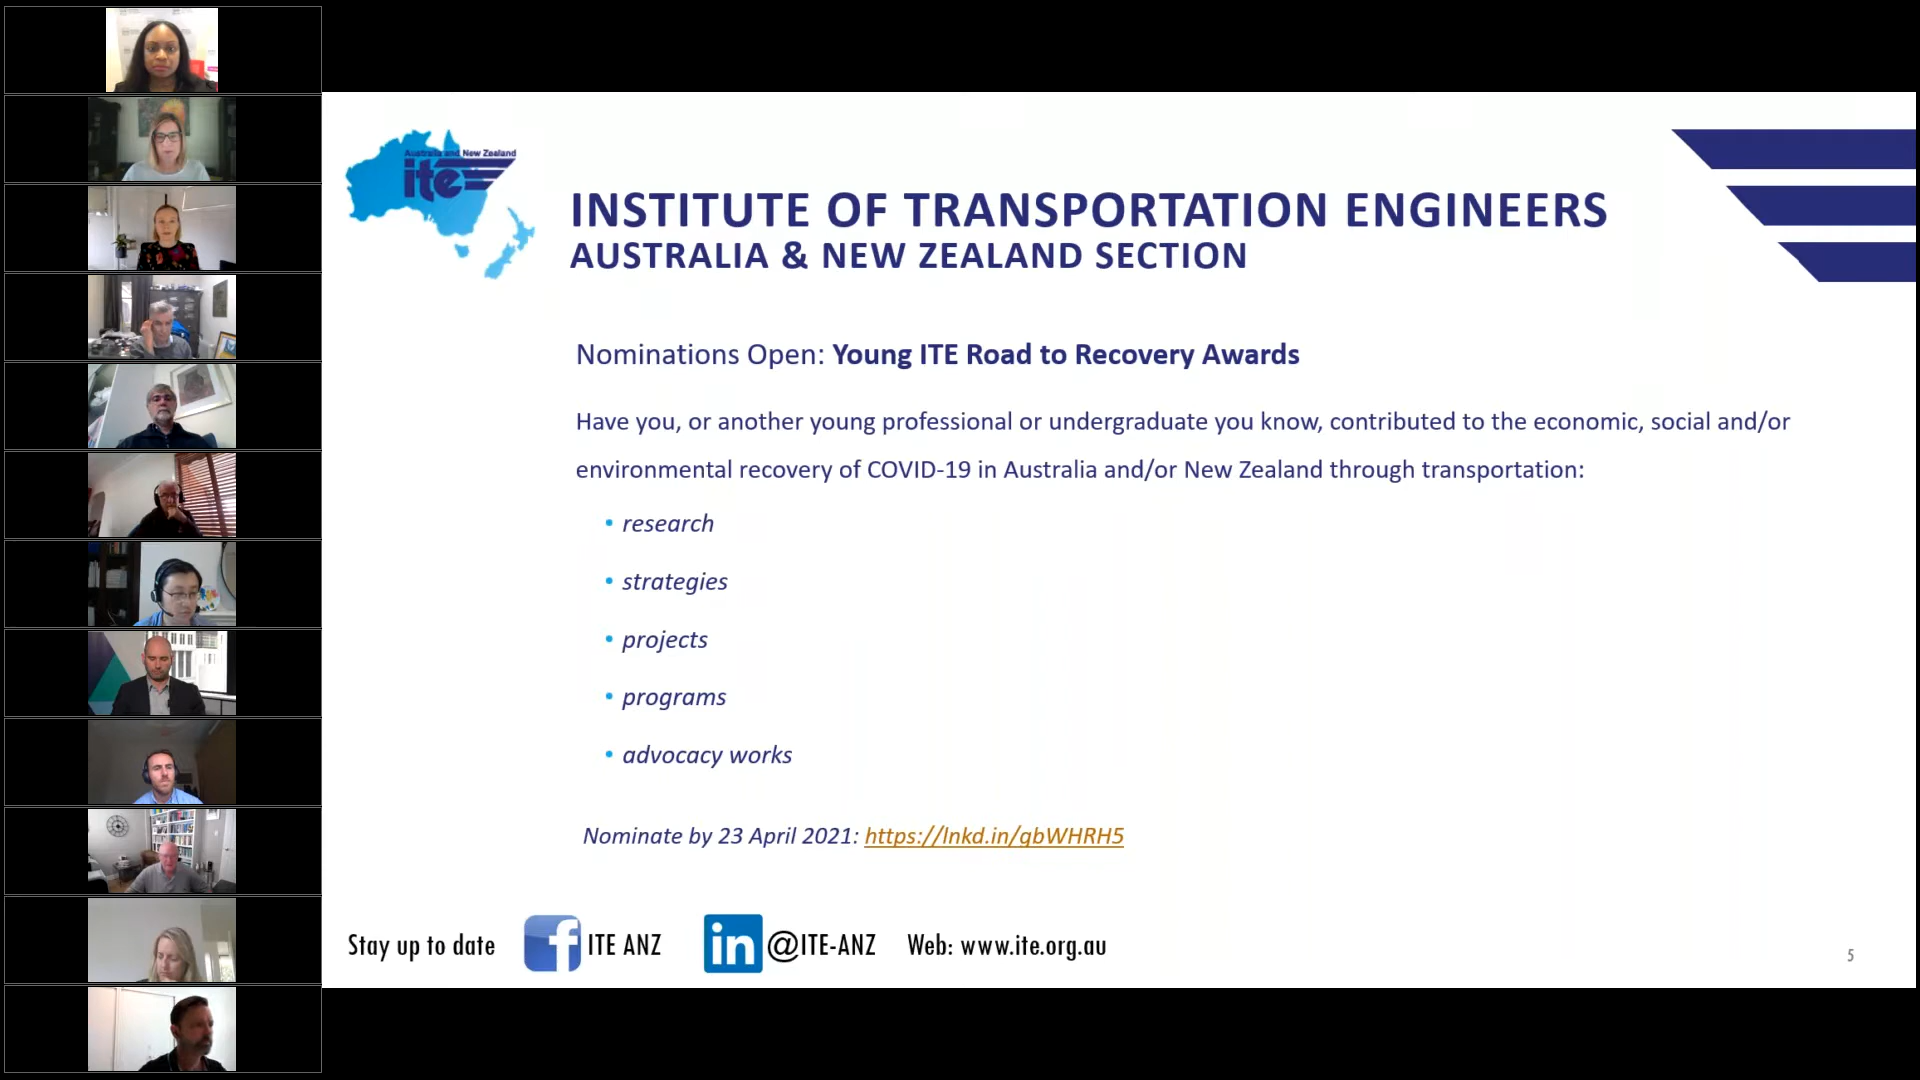 Australia and New Zealand
ite
INSTITUTE OF TRANSPORTATION ENGINEERS
AUSTRALIA & NEW ZEALAND SECTION
Nominations Open: Young ITE Road to Recovery Awards
Have you, or another young professional or undergraduate you know, contributed to the economic, social and/or
environmental recovery of COVID-19 in Australia and/or New Zealand through transportation:
• research
• strategies
• projects
• programs
• advocacy works
Nominate by 23 April 2021: https://lnkd.in/gbWHRH5
Stay up to date
ITE ANZ
@ITE-ANZ
Web: www.ite.org.au
5